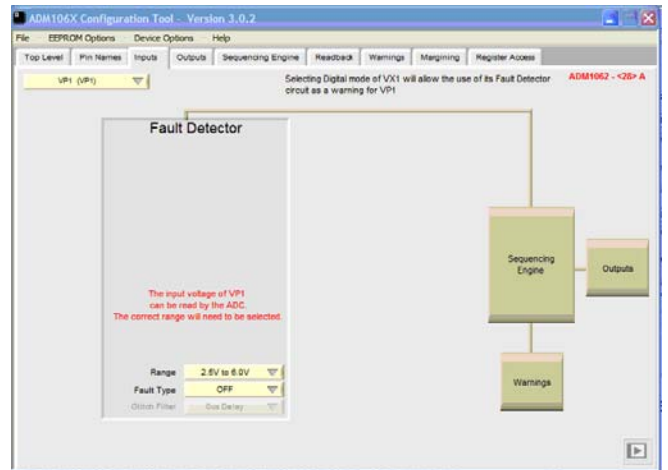 ADM106X Configuration Tool - Version 3.0.2
File EEPROM Options Device Options Help
Top Level Pin Names Inputs Outputs Sequencing Engine Readback Warnings Margining Register Access
VP1 (VP1)
Selecting Digital mode of VX1 will allow the use of its Fault Detector
circuit as a warning for VP1
ADM1062 - <28> A
Fault Detector
The input voltage of VP1
can be read by the ADC.
The correct range will need to be selected.
Range 2.5V to 6.0V
Fault Type OFF
Glitch Filter 0us Delay
Sequencing
Engine
Outputs
Warnings